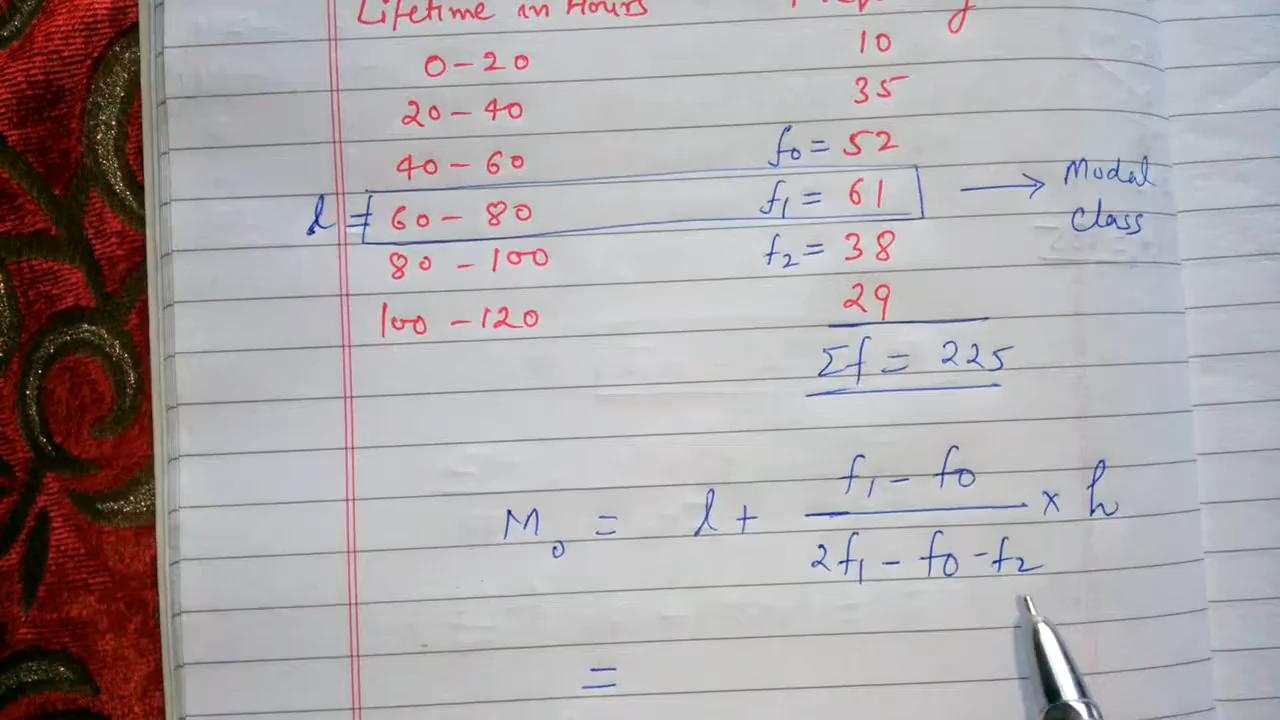 Lifetime in Hours
0-20 10
20-40 35
40-60 f0 = 52
l = 60-80 f1 = 61 → Modal
Class
80-100 f2 = 38
100-120 29
Σf = 225
M0 = l + (f1 - f0) / (2f1 - f0 - f2) × h
=